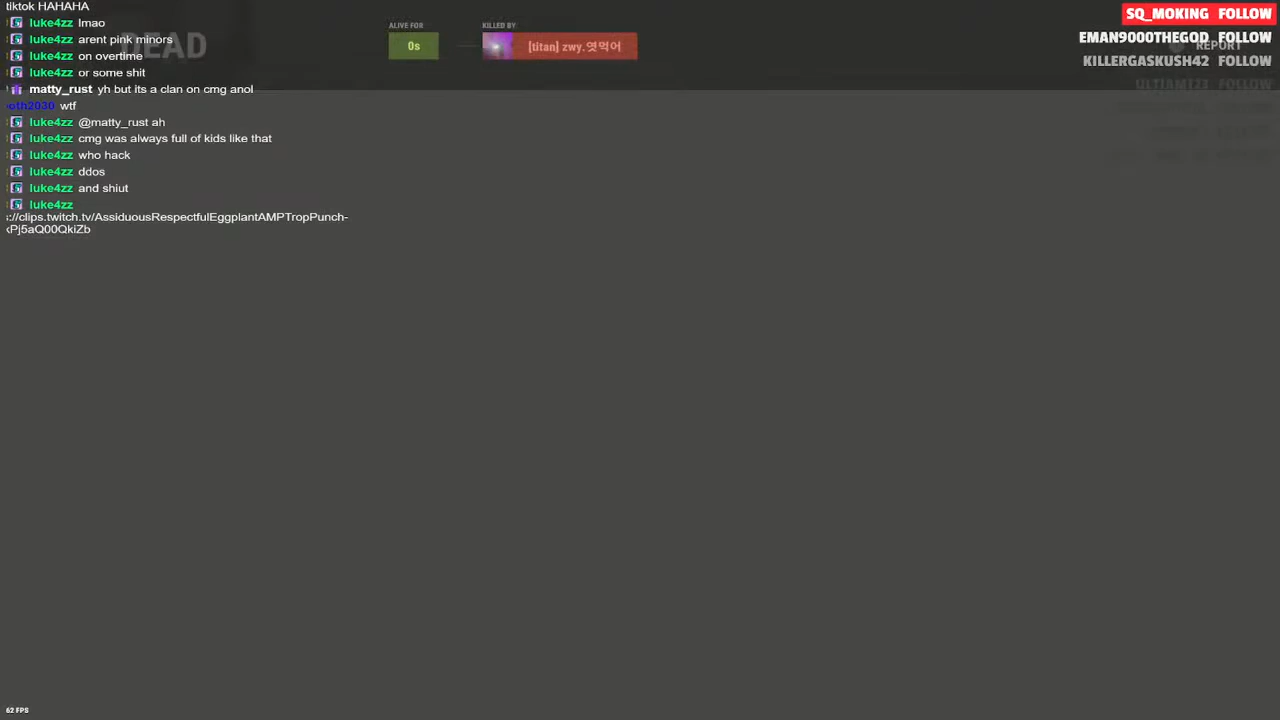 tiktok HAHAHA
luke4zz lmao
arent pink minors
luke4zz on overtime
luke4zz or some shit
matty_rust yh but its a clan on cmg anol
oth2030 wtf
luke4zz @matty_rust ah
luke4zz cmg was always full of kids like that
luke4zz who hack
luke4zz ddos
luke4zz and shiut
luke4zz
://clips.twitch.tv/AssiduousRespectfulEggplantAMPTropPunch-
Pj5aQ00QkiZb
DEAD
ALIVE FOR
0s
KILLED BY
[titan] zwy.엿먹어
SQ_MOKING FOLLOW
EMAN9000THEGOD FOLLOW
REPORT
KILLERGASKUSH42 FOLLOW
FOLLOW
62 FPS